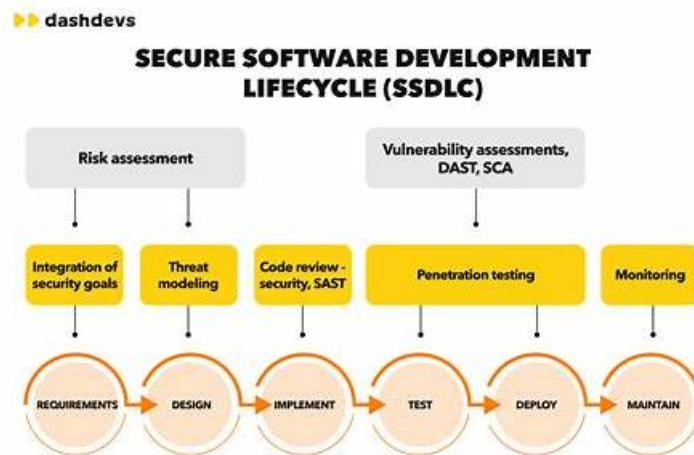 dashdevs
SECURE SOFTWARE DEVELOPMENT
LIFECYCLE (SSDLC)
Risk assessment
Vulnerability assessments,
DAST, SCA
Integration of
security goals
Threat
modeling
Code review -
security, SAST
Penetration testing
Monitoring
REQUIREMENTS
DESIGN
IMPLEMENT
TEST
DEPLOY
MAINTAIN